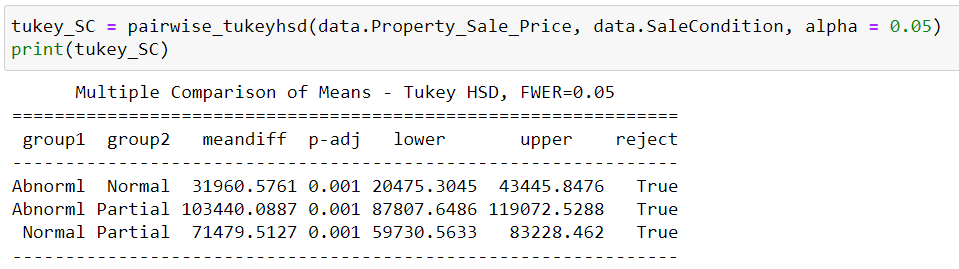 tukey_SC = pairwise_tukeyhsd(data.Property_Sale_Price, data.SaleCondition, alpha = 0.05)
print(tukey_SC)
Multiple Comparison of Means - Tukey HSD, FWER=0.05
===============================================================
group1 group2 meandiff p-adj lower upper reject
---------------------------------------------------------------
Abnorml Normal 31960.5761 0.001 20475.3045 43445.8476 True
Abnorml Partial 103440.0887 0.001 87807.6486 119072.5288 True
Normal Partial 71479.5127 0.001 59730.5633 83228.462 True
---------------------------------------------------------------